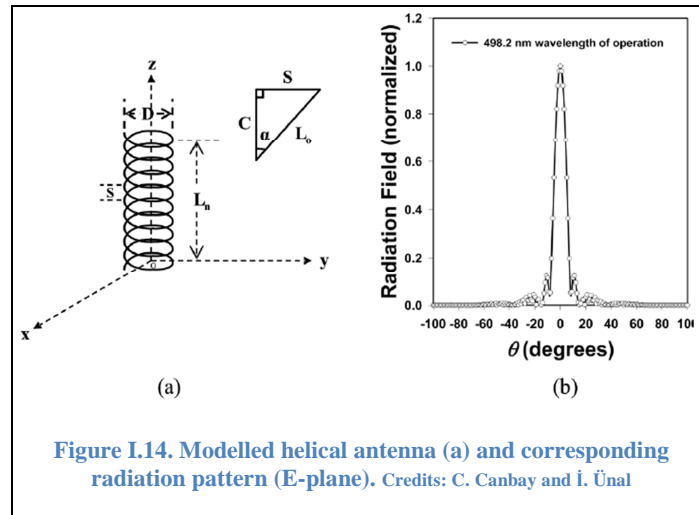 z
D
S
L_n
y
x
o
S
C
α
L_o
(a)
1.2
1.0
0.8
0.6
0.4
0.2
0.0
Radiation Field (normalized)
498.2 nm wavelength of operation
-100 -80 -60 -40 -20 0 20 40 60 80 100
θ (degrees)
(b)
Figure I.14. Modelled helical antenna (a) and corresponding
radiation pattern (E-plane). Credits: C. Canbay and İ. Ünal